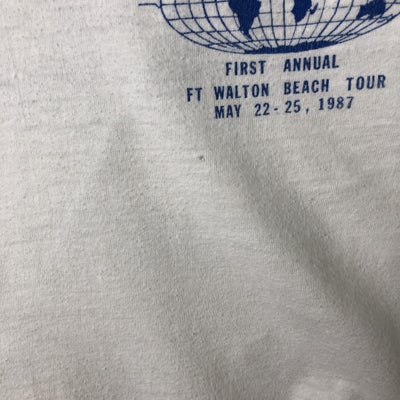 FIRST ANNUAL
FT WALTON BEACH TOUR
MAY 22-25, 1987